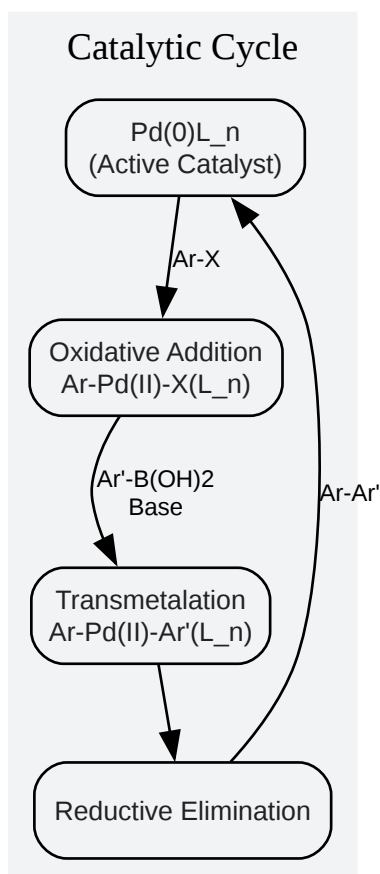 Catalytic Cycle
Pd(0)L_n
(Active Catalyst)
Ar-X
Oxidative Addition
Ar-Pd(II)-X(L_n)
Ar'-B(OH)2
Base
Ar-Ar'
Transmetalation
Ar-Pd(II)-Ar'(L_n)
Reductive Elimination